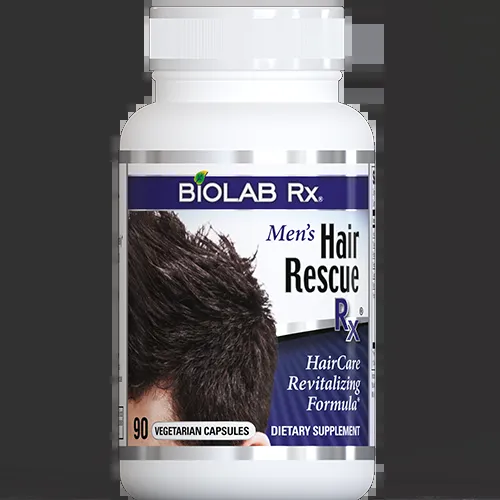 BiOLAB Rx®
Men's Hair
Rescue
Rx®
HairCare
Revitalizing
Formula*
90 VEGETARIAN CAPSULES
DIETARY SUPPLEMENT